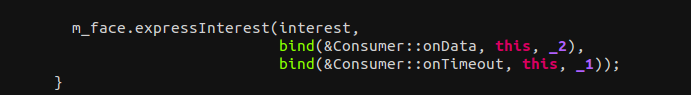 m_face.expressInterest(interest,
bind(&Consumer::onData, this, _2),
bind(&Consumer::onTimeout, this, _1));
}